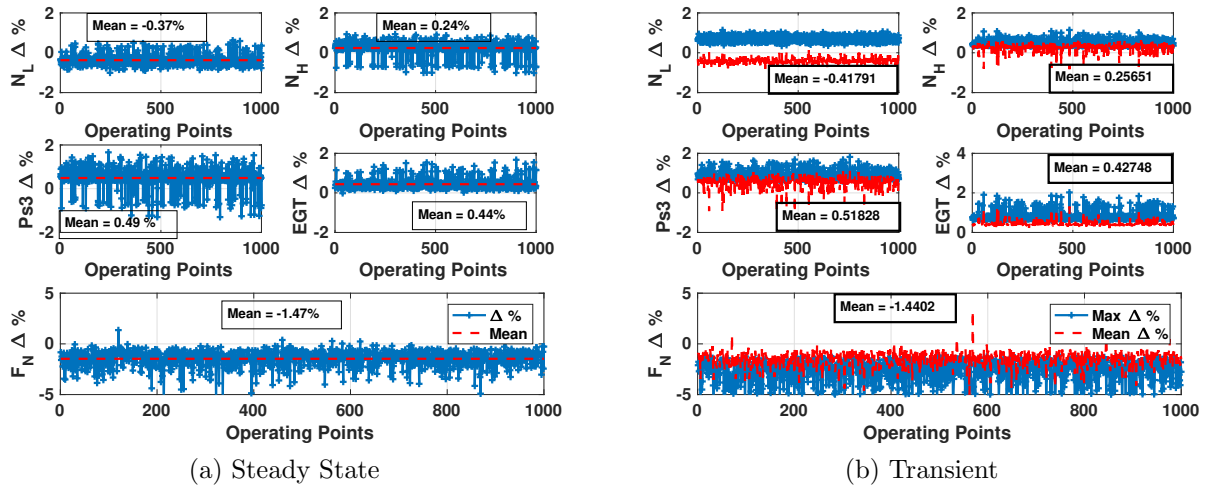 Mean = -0.37%
N_L Δ %
2
0
-2
0
500
1000
Operating Points
Mean = 0.24%
N_H Δ %
2
0
-2
0
500
1000
Operating Points
Ps3 Δ %
2
0
-2
Mean = 0.49 %
0
500
1000
Operating Points
EGT Δ %
2
0
-2
Mean = 0.44%
0
500
1000
Operating Points
F_N Δ %
5
0
-5
Mean = -1.47%
Δ %
Mean
0
200
400
600
800
1000
Operating Points
(a) Steady State
N_L Δ %
2
0
-2
Mean = -0.41791
0
500
1000
Operating Points
N_H Δ %
2
0
-2
Mean = 0.25651
0
500
1000
Operating Points
Ps3 Δ %
2
0
-2
Mean = 0.51828
0
500
1000
Operating Points
EGT Δ %
4
2
0
Mean = 0.42748
0
500
1000
Operating Points
F_N Δ %
5
0
-5
Mean = -1.4402
Max Δ %
Mean Δ %
0
200
400
600
800
1000
Operating Points
(b) Transient